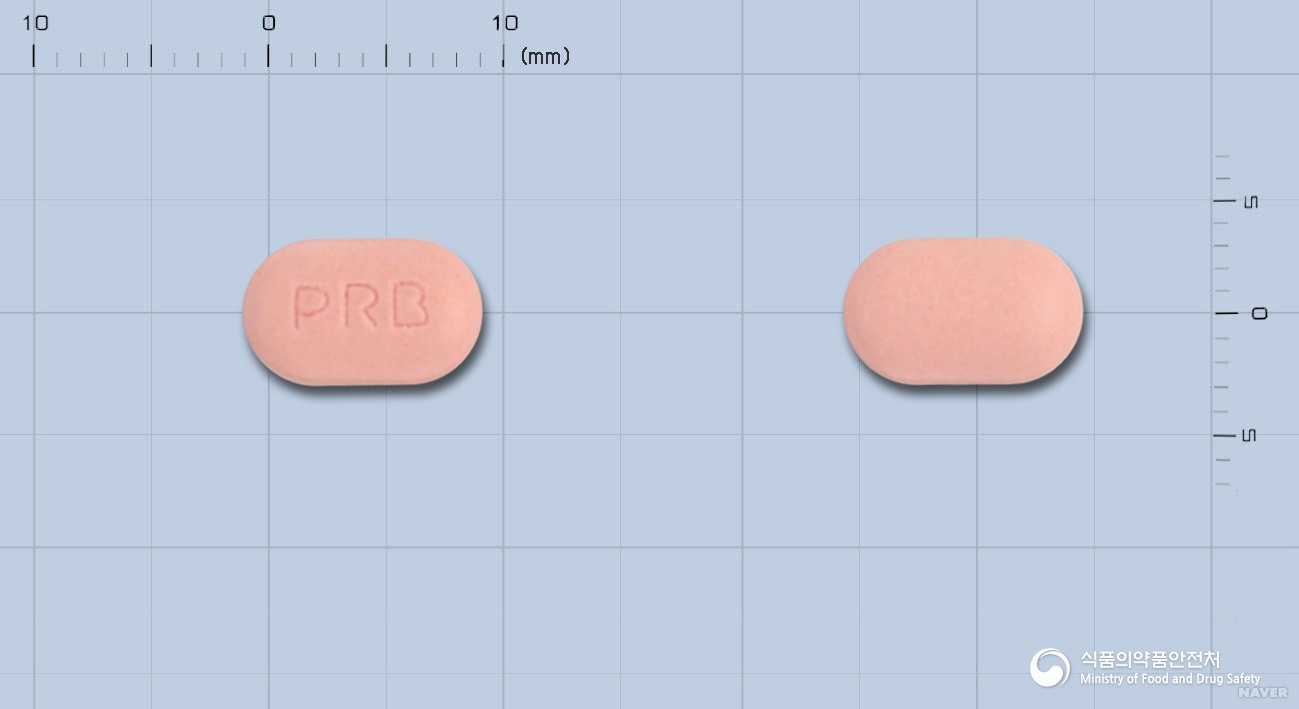 10 0 10
(mm)
PRB
5
0
5
식품의약품안전처
Ministry of Food and Drug Safety
NAVER